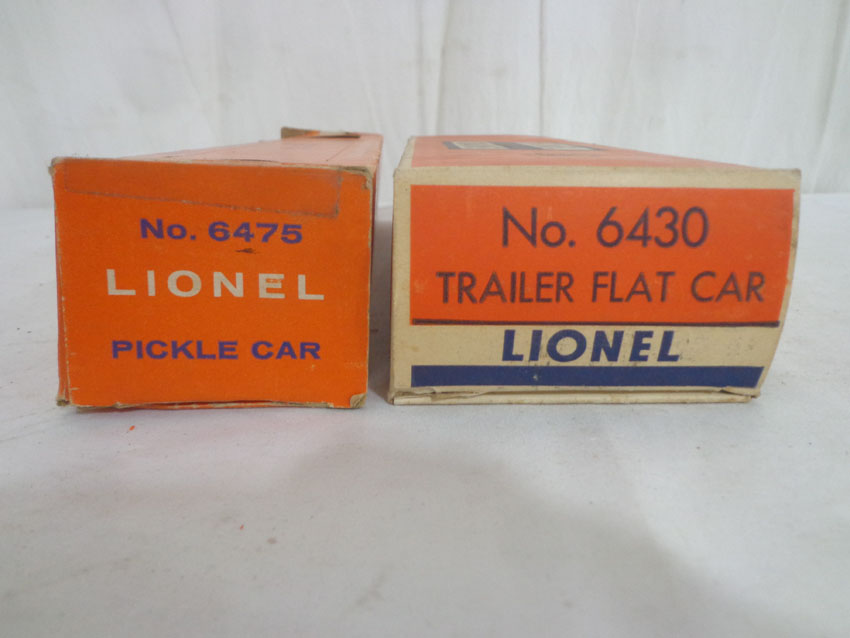 No. 6475
LIONEL
PICKLE CAR
No. 6430
TRAILER FLAT CAR
LIONEL